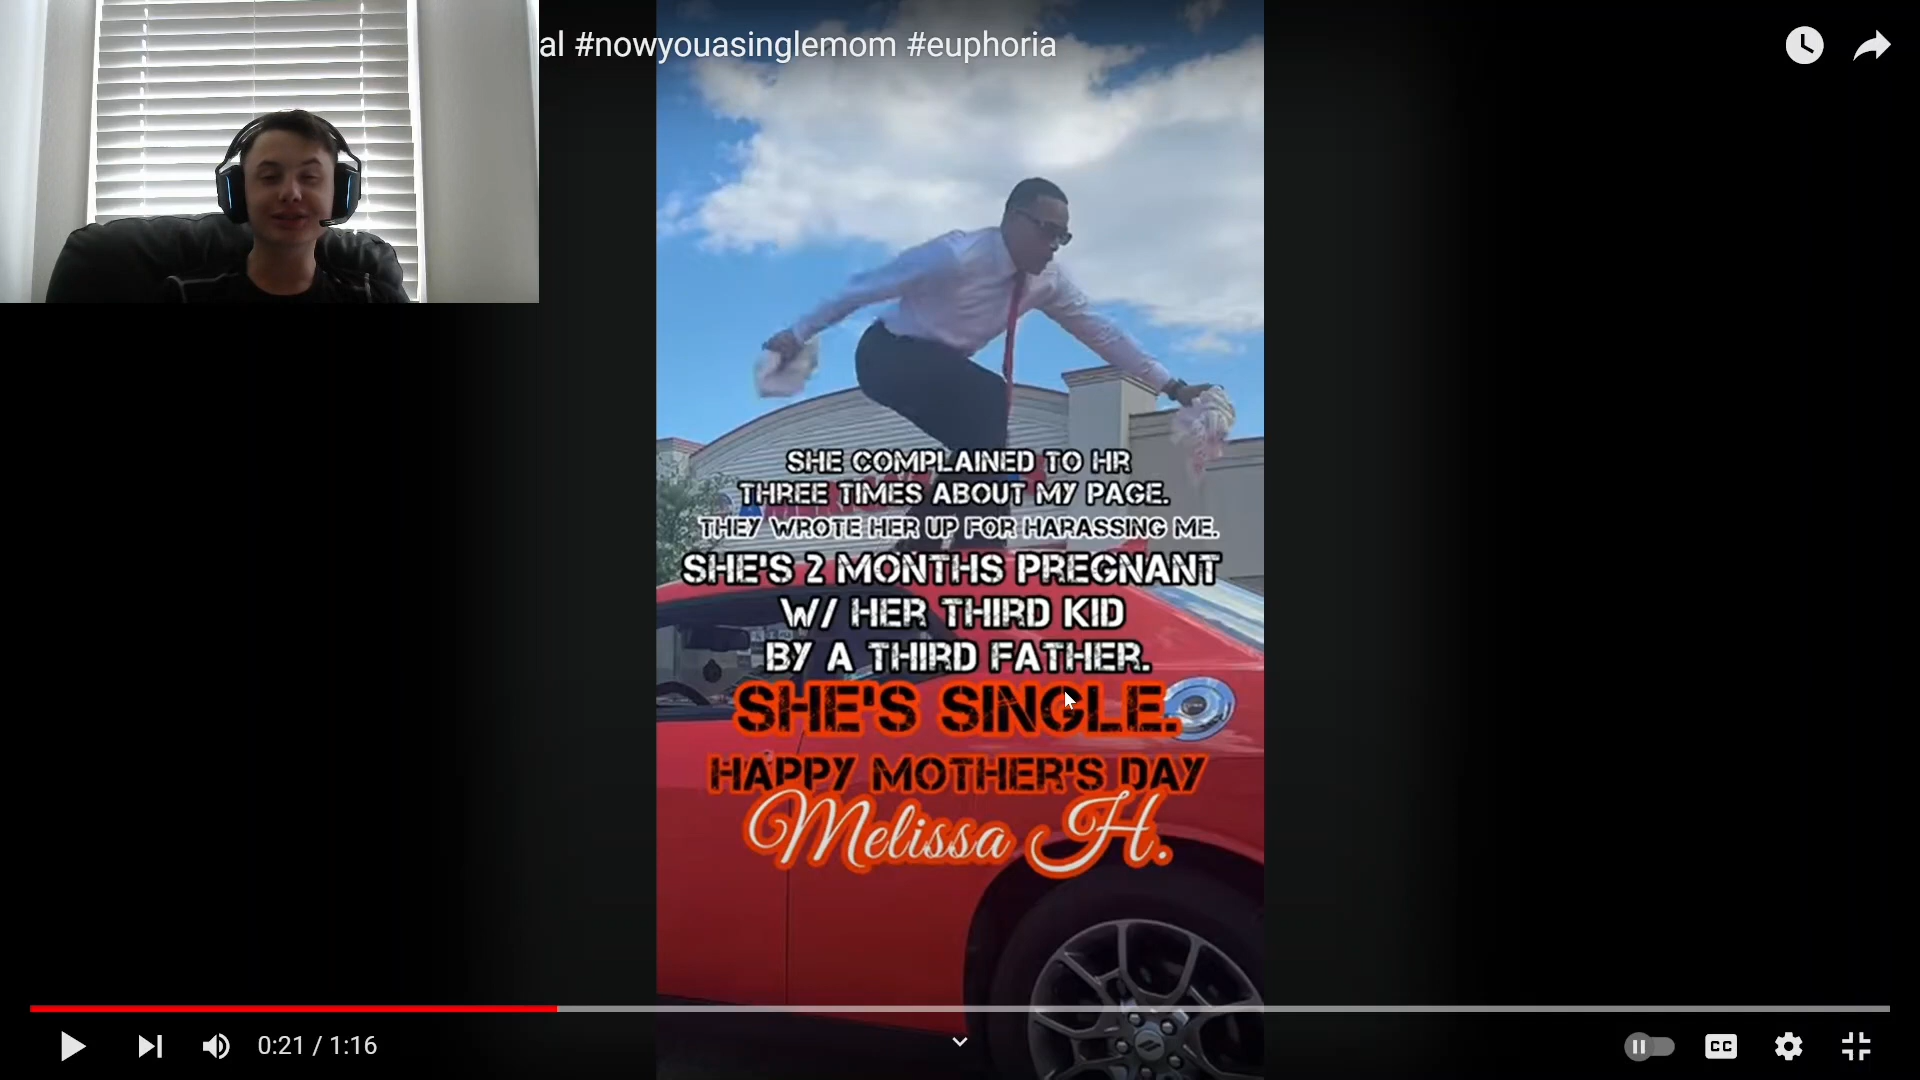 al #nowyouasinglemom #euphoria
SHE COMPLAINED TO HR
THREE TIMES ABOUT MY PAGE.
THEY WROTE HER UP FOR HARASSING ME.
SHE'S 2 MONTHS PREGNANT
W/ HER THIRD KID
BY A THIRD FATHER.
SHE'S SINGLE.
HAPPY MOTHER'S DAY
Melissa H.
0:21 / 1:16
CC